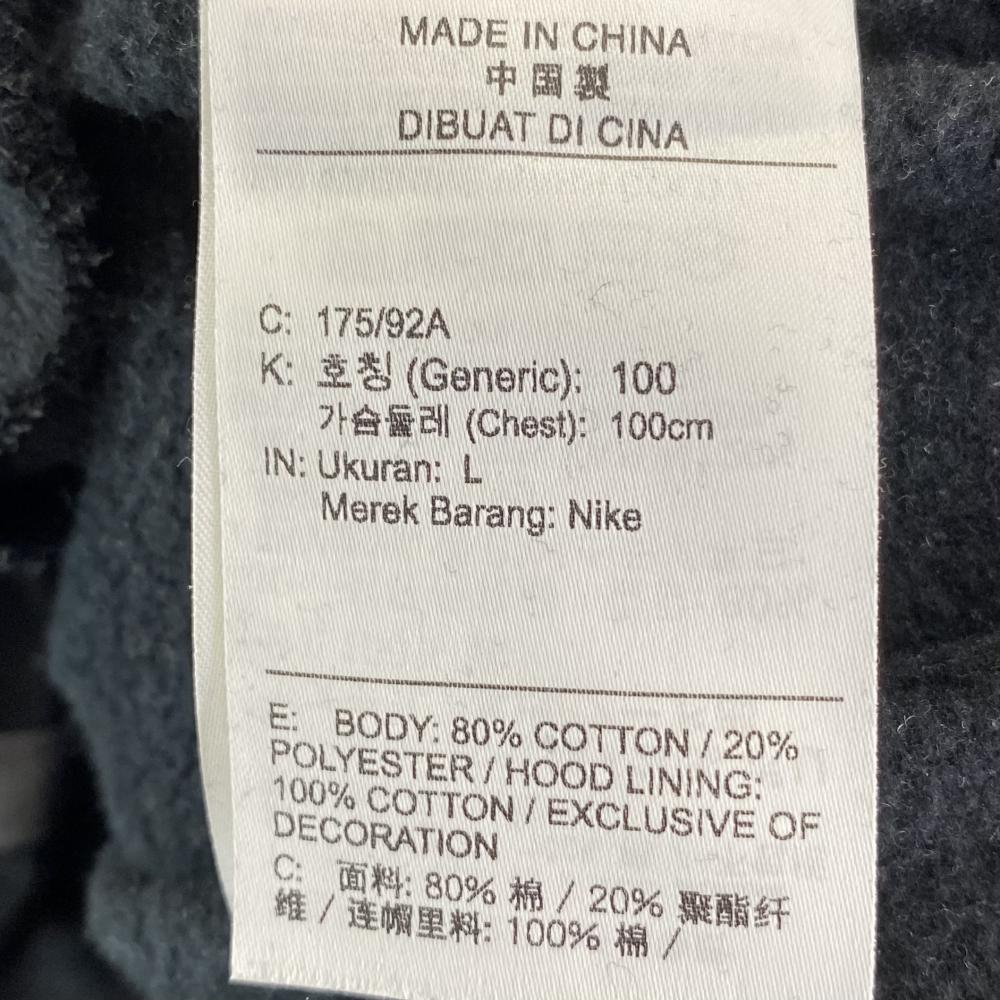 MADE IN CHINA
中国製
DIBUAT DI CINA
C: 175/92A
K: 호칭 (Generic): 100
가슴둘레 (Chest): 100cm
IN: Ukuran: L
Merek Barang: Nike
E: BODY: 80% COTTON / 20%
POLYESTER / HOOD LINING:
100% COTTON / EXCLUSIVE OF
DECORATION
C: 面料: 80% 棉 / 20% 聚酯纤
维 / 连帽里料: 100% 棉 /